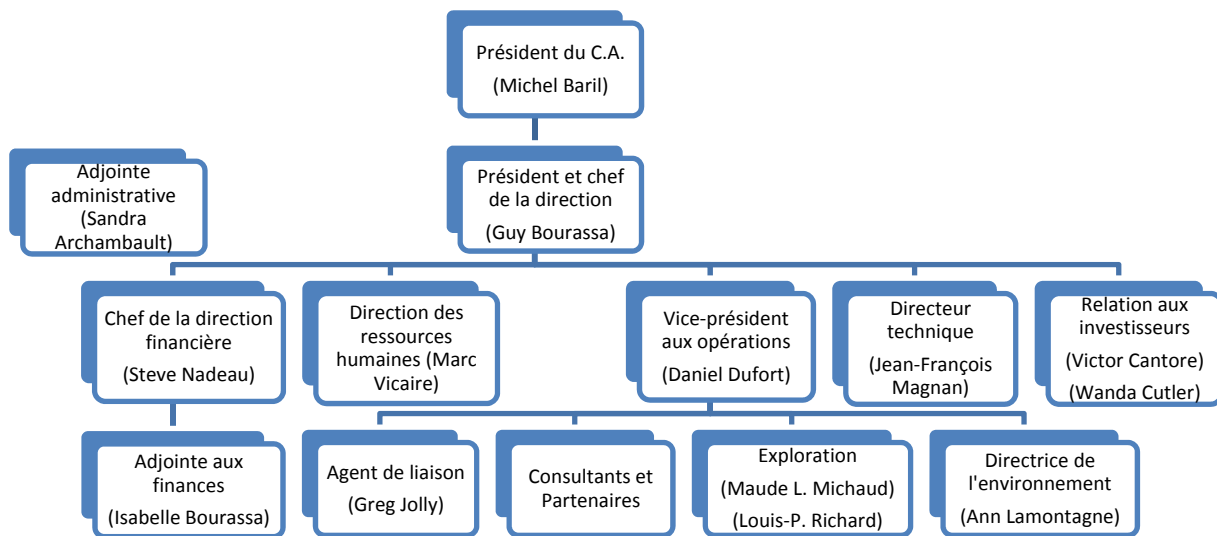 Président du C.A.
(Michel Baril)
Adjointe
administrative
(Sandra
Archambault)
Président et chef
de la direction
(Guy Bourassa)
Chef de la direction
financière
(Steve Nadeau)
Direction des
ressources
humaines (Marc
Vicaire)
Vice-président
aux opérations
(Daniel Dufort)
Directeur
technique
(Jean-François
Magnan)
Relation aux
investisseurs
(Victor Cantore)
(Wanda Cutler)
Adjointe aux
finances
(Isabelle Bourassa)
Agent de liaison
(Greg Jolly)
Consultants et
Partenaires
Exploration
(Maude L. Michaud)
(Louis-P. Richard)
Directrice de
l'environnement
(Ann Lamontagne)